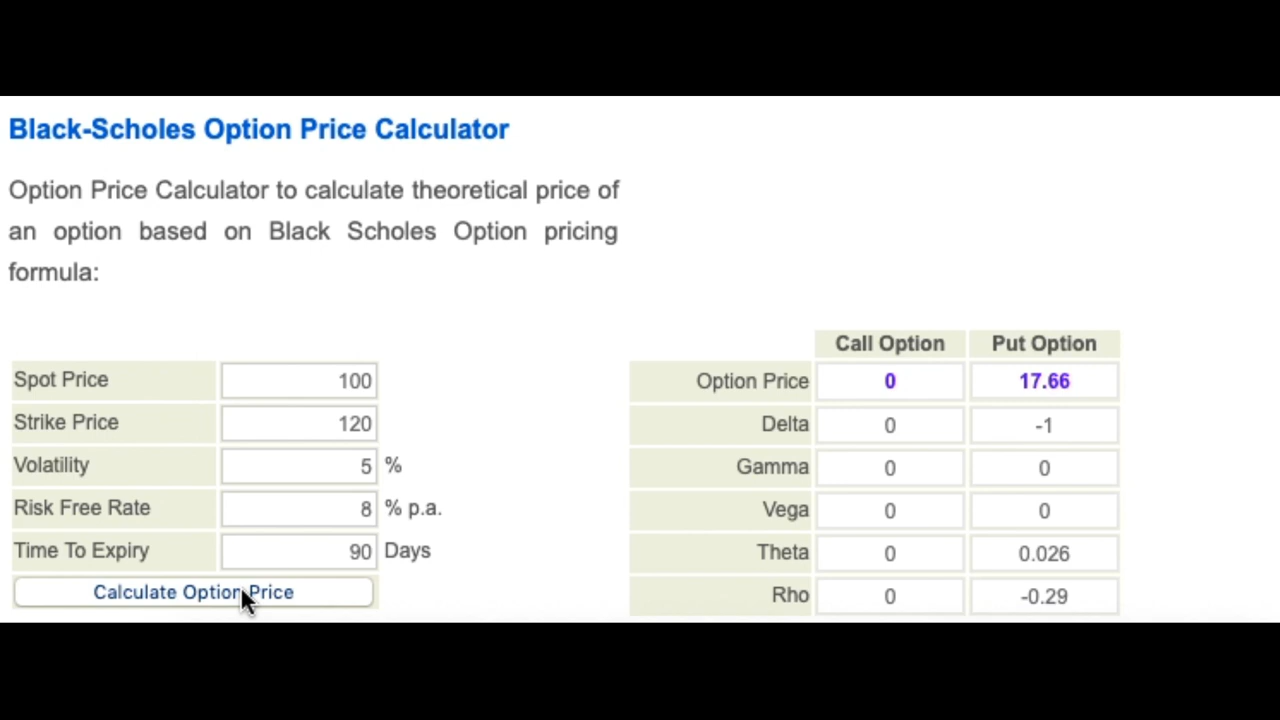 Black-Scholes Option Price Calculator
Option Price Calculator to calculate theoretical price of
an option based on Black Scholes Option pricing
formula:
Call Option Put Option
Spot Price 100 Option Price 0 17.66
Strike Price 120 Delta 0 -1
Volatility 5 % Gamma 0 0
Risk Free Rate 8 % p.a. Vega 0 0
Time To Expiry 90 Days Theta 0 0.026
Calculate Option Price Rho 0 -0.29